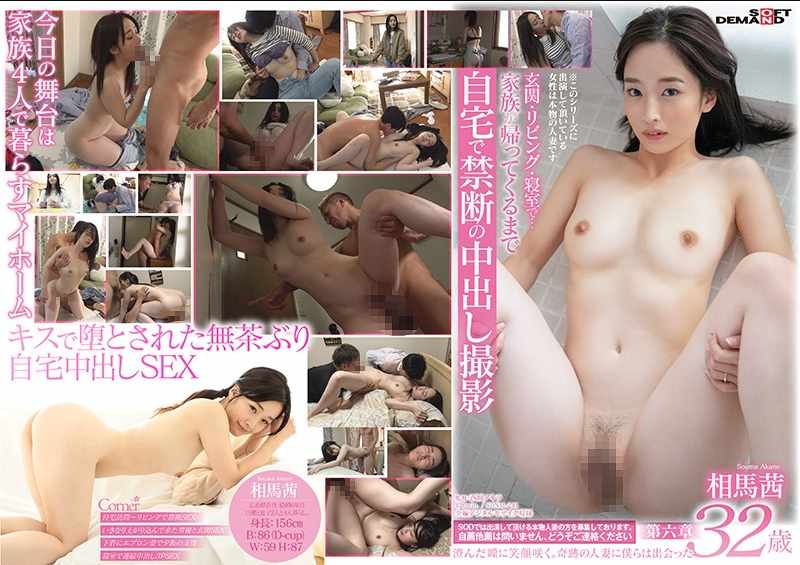 今日の舞台は
家族4人で暮らすマイホーム
キスで堕とされた無茶ぶり
自宅中出しSEX
Corner
相馬茜
身長:156cm
B:86(D-cup)
W:59 H:87
SOFT
DEMAND
※このシリーズに
出演して頂いている
女性は本物の人妻です
玄関・リビング・寝室で…
家族が帰ってくるまで
自宅で禁断の中出し撮影
Souma Akane
相馬茜
32歳
第六章
SODでは出演して頂ける本物人妻の方を募集しております。
自薦他薦は問いません、どうぞご連絡ください
澄んだ瞳に笑顔咲く、奇跡の人妻に僕らは出会った